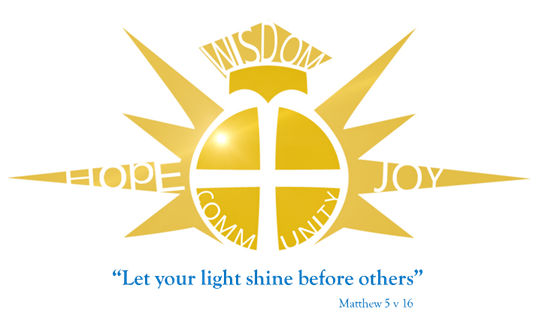 WISDOM
HOPE
JOY
COMMUNITY
“Let your light shine before others”
Matthew 5 v 16